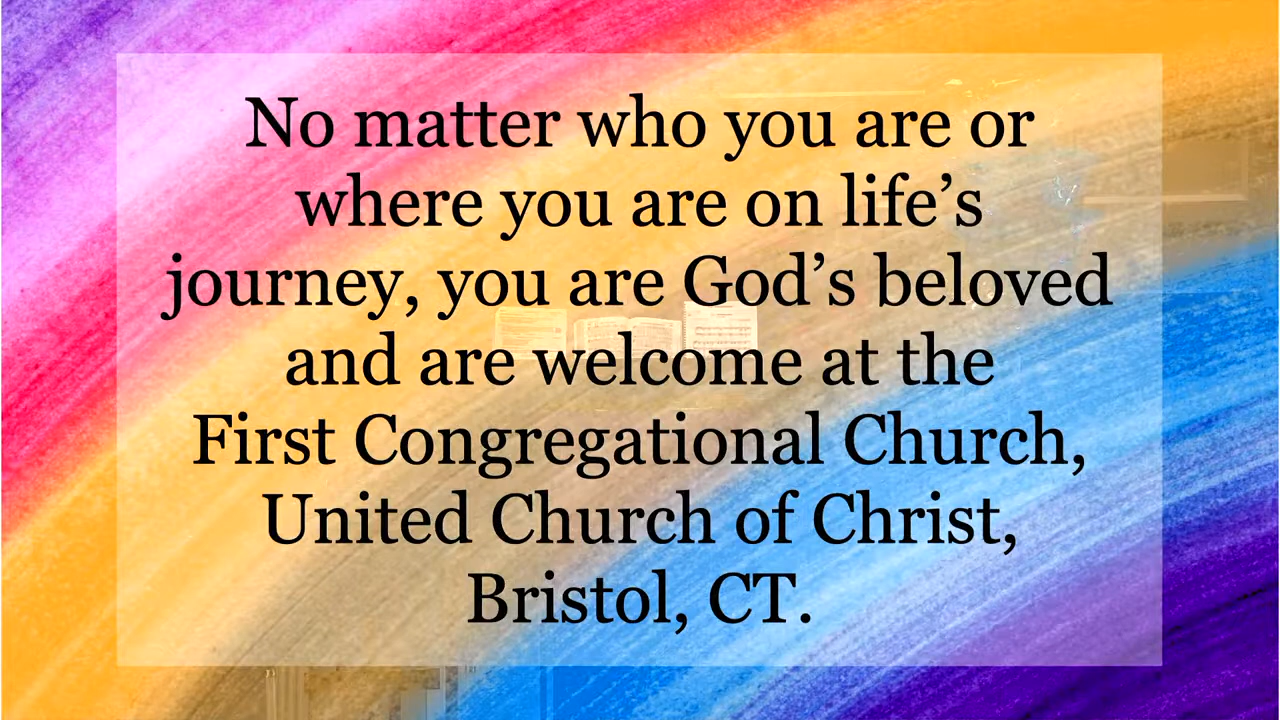 No matter who you are or
where you are on life’s
journey, you are God’s beloved
and are welcome at the
First Congregational Church,
United Church of Christ,
Bristol, CT.